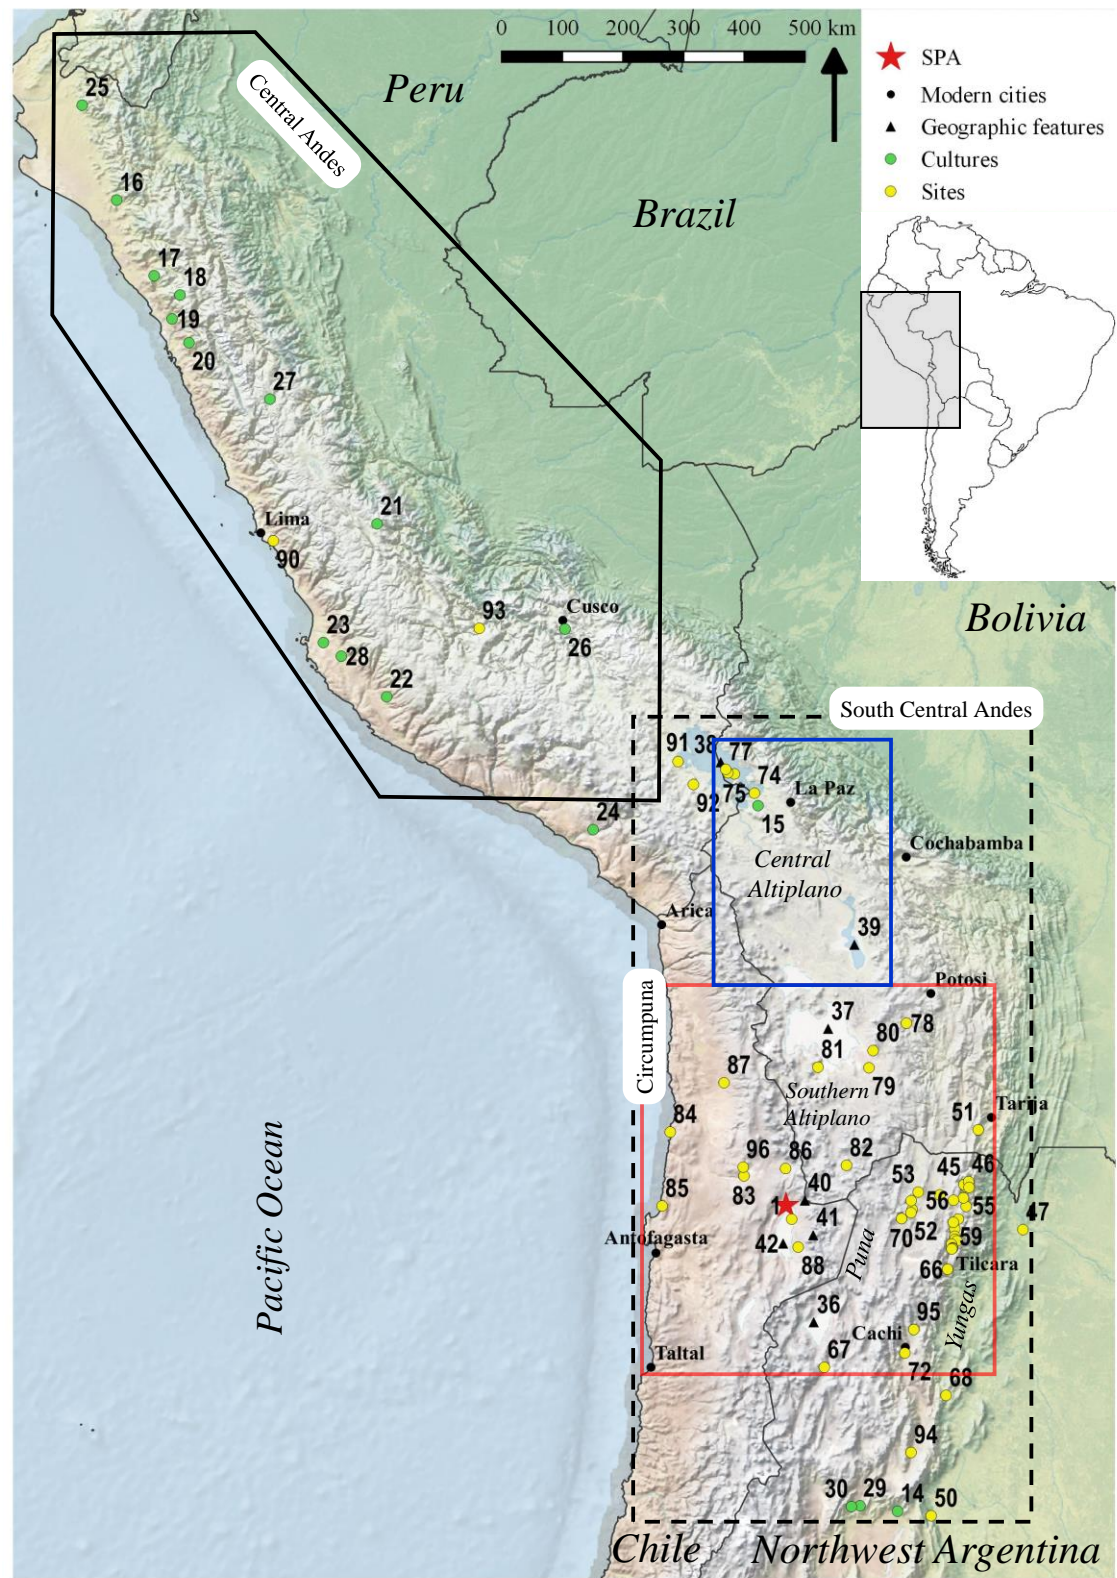 0 100 200 300 400 500 km
SPA
Modern cities
Geographic features
Cultures
Sites
Peru
Central Andes
Brazil
25
16
17
18
19
20
27
21
Lima
90
93
Cusco
26
23
28
22
Bolivia
South Central Andes
91
38
77
74
75
92
La Paz
15
24
Central
Altiplano
Cochabamba
Arica
39
Potosi
Circumpuna
37
78
80
81
79
87
Southern
Altiplano
84
Tarija
51
96
86
82
53
45
46
83
40
56
55
85
1
41
52
47
Antofagasta
42
70
59
88
Puna
66
Tilcara
Pacific Ocean
36
95
Yungas
Cachi
Taltal
67
72
68
94
30
29
14
50
Chile
Northwest Argentina